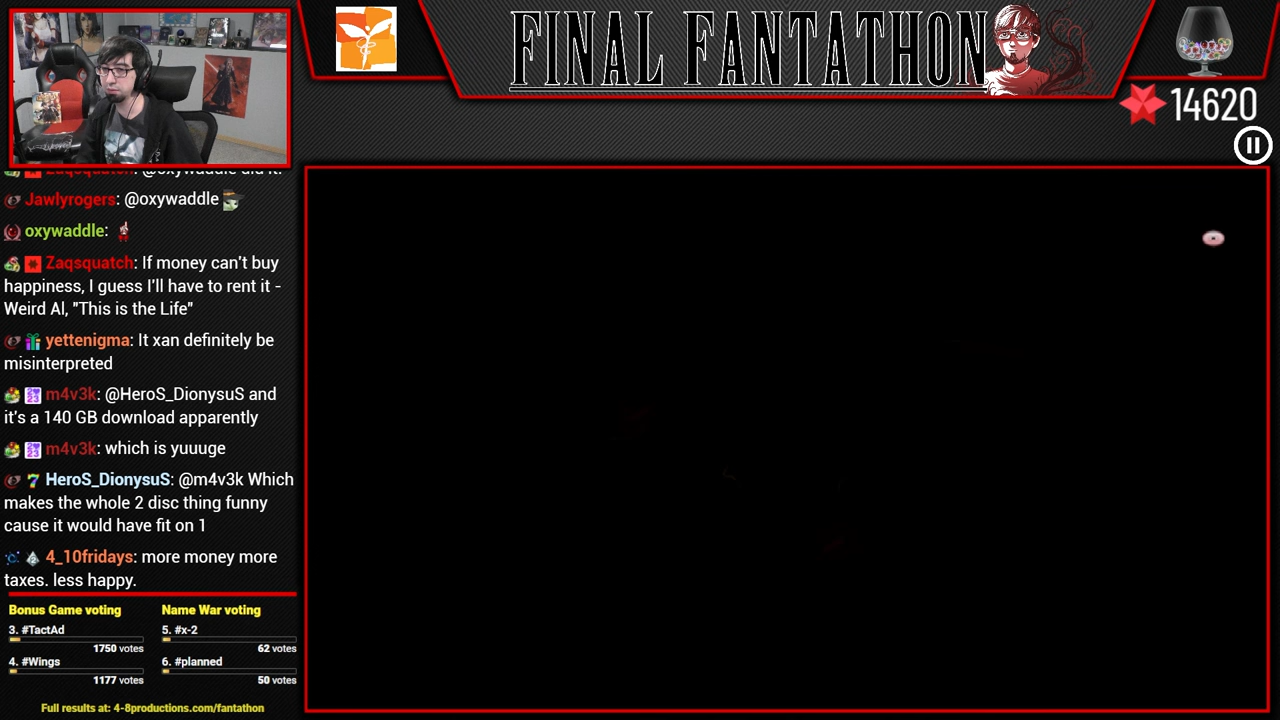 FINAL FANTATHON
14620
Jawlyrogers: @oxywaddle
oxywaddle:
Zaqsquatch: If money can't buy
happiness, I guess I'll have to rent it -
Weird Al, "This is the Life"
yettenigma: It xan definitely be
misinterpreted
m4v3k: @HeroS_DionysuS and
it's a 140 GB download apparently
m4v3k: which is yuuuge
HeroS_DionysuS: @m4v3k Which
makes the whole 2 disc thing funny
cause it would have fit on 1
4_10fridays: more money more
taxes. less happy.
Bonus Game voting
3. #TactAd
1750 votes
4. #Wings
1177 votes
Name War voting
5. #x-2
62 votes
6. #planned
50 votes
Full results at: 4-8productions.com/fantathon